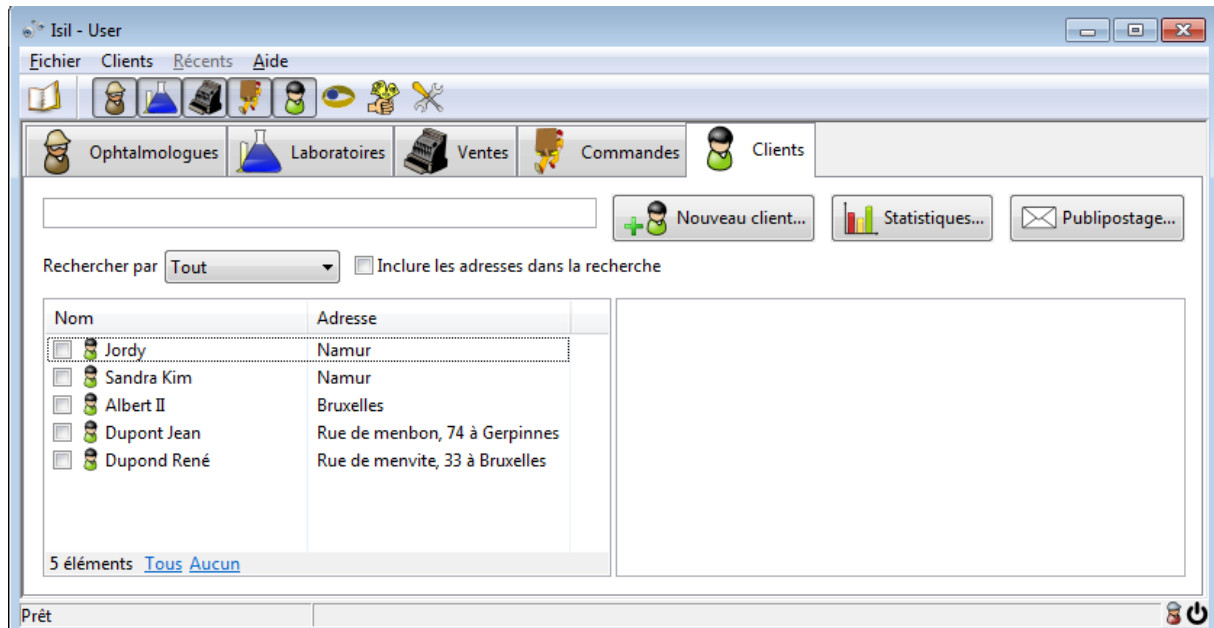 Isil - User
Fichier Clients Récents Aide
Ophtalmologues Laboratoires Ventes Commandes Clients
Nouveau client... Statistiques... Publipostage...
Rechercher par Tout Inclure les adresses dans la recherche
Nom Adresse
Jordy Namur
Sandra Kim Namur
Albert II Bruxelles
Dupont Jean Rue de menbon, 74 à Gerpinnes
Dupond René Rue de menvite, 33 à Bruxelles
5 éléments Tous Aucun
Prêt